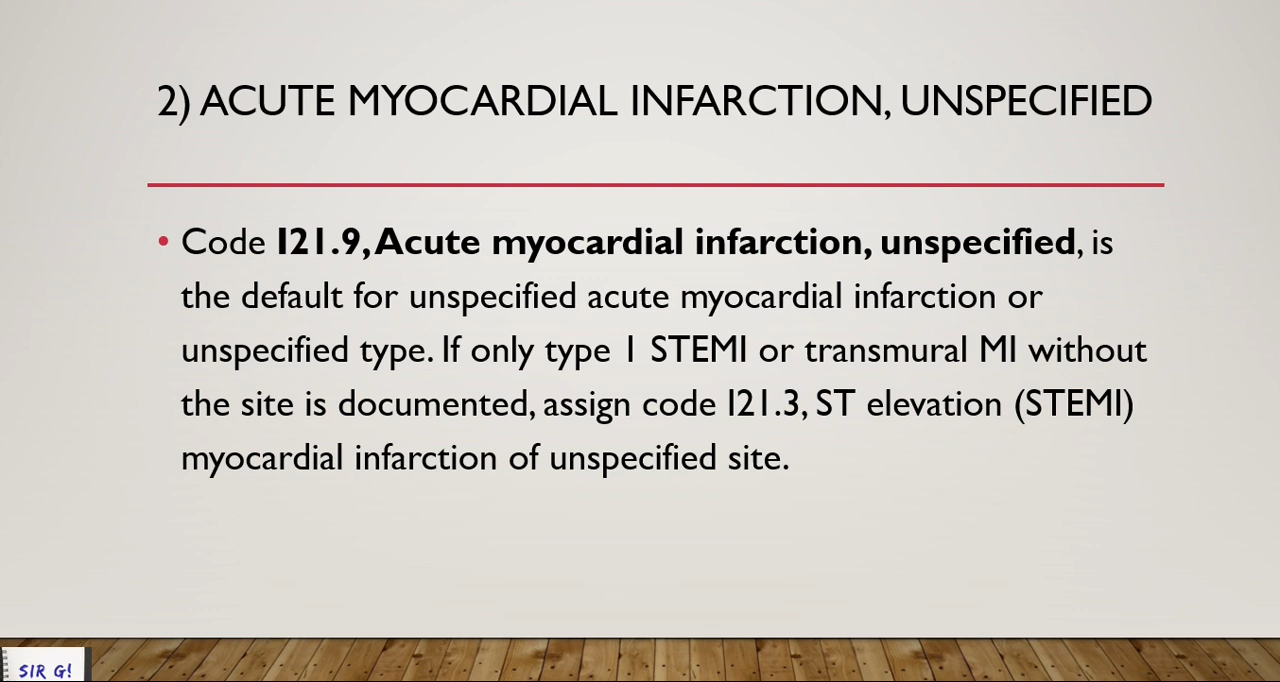 2) ACUTE MYOCARDIAL INFARCTION, UNSPECIFIED
• Code I21.9, Acute myocardial infarction, unspecified, is
the default for unspecified acute myocardial infarction or
unspecified type. If only type 1 STEMI or transmural MI without
the site is documented, assign code I21.3, ST elevation (STEMI)
myocardial infarction of unspecified site.
SIR G!